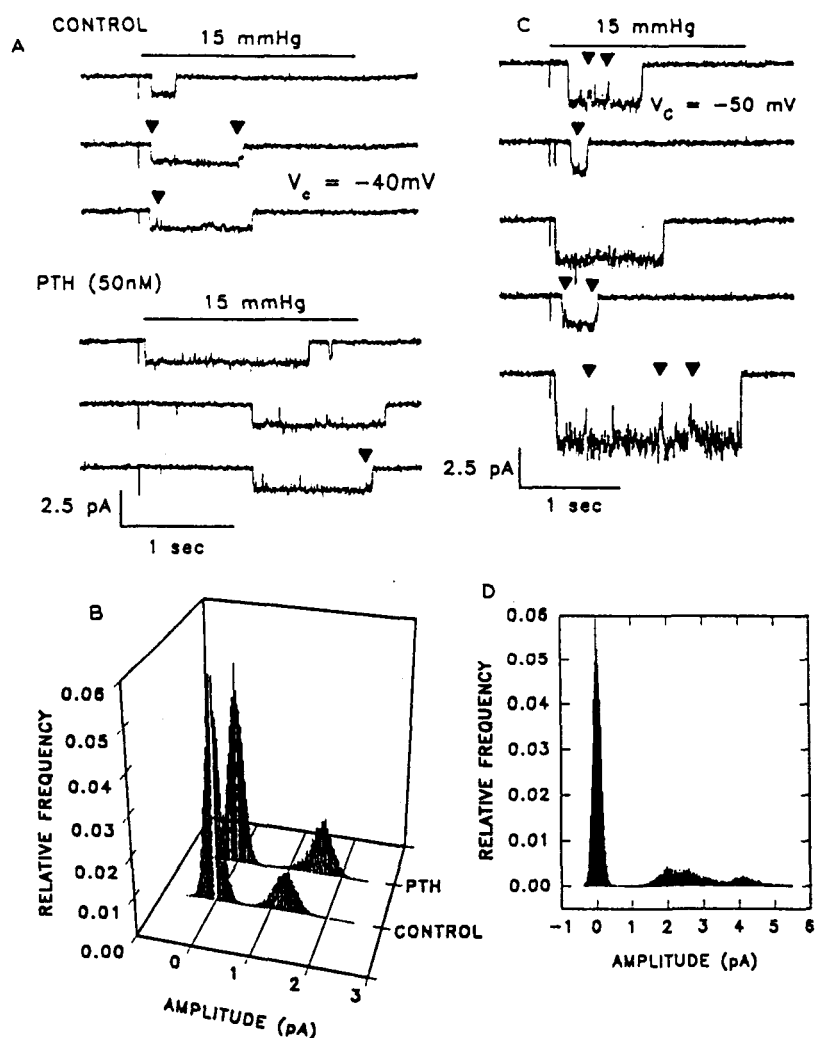 A
CONTROL
15 mmHg
V_c = -40mV
PTH (50nM)
15 mmHg
2.5 pA
1 sec
C
15 mmHg
V_C = -50 mV
2.5 pA
1 sec
B
RELATIVE FREQUENCY
0.06
0.05
0.04
0.03
0.02
0.01
0.00
0
1
2
3
AMPLITUDE (pA)
PTH
CONTROL
D
RELATIVE FREQUENCY
0.06
0.05
0.04
0.03
0.02
0.01
0.00
-1 0 1 2 3 4 5 6
AMPLITUDE (pA)